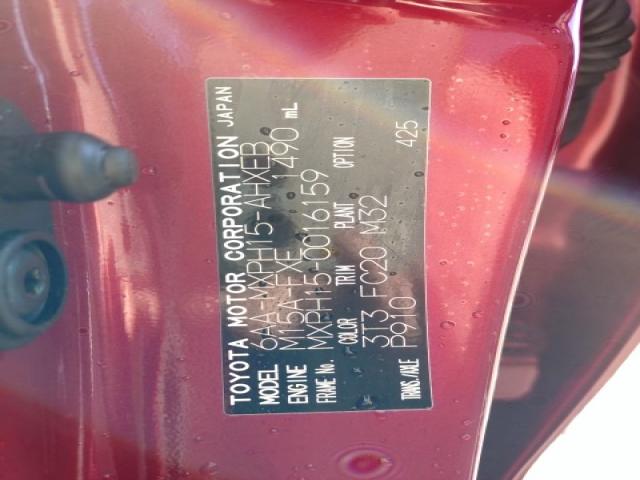 TOYOTA MOTOR CORPORATION JAPAN
MODEL 6AA-MXPH15-AHXEB
ENGINE M15A-FXE 1490 mL
FRAME No. MXPH15-0016159
COLOR TRIM PLANT OPTION
3T3 FC20 M32 425
TRANS./AXLE P910